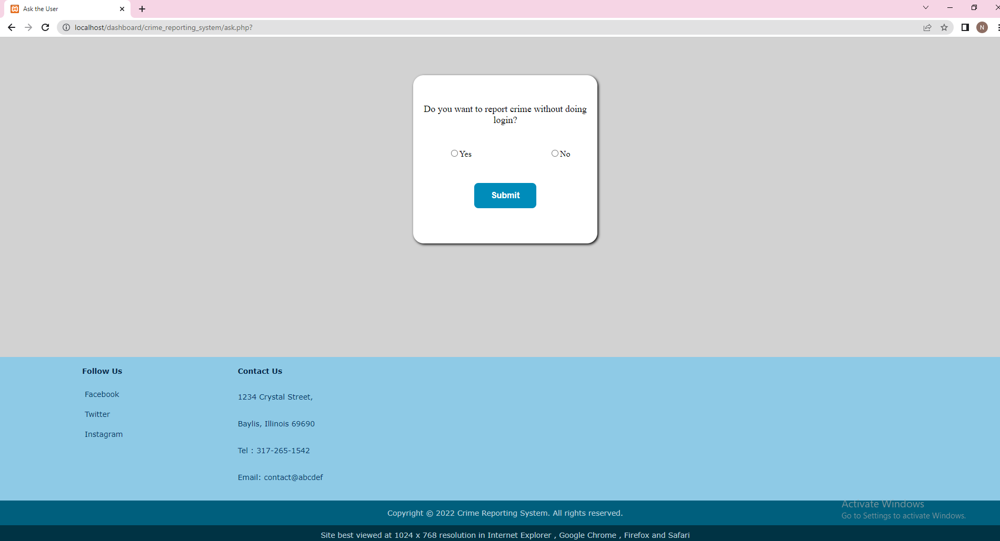 Ask the User
localhost/dashboard/crime_reporting_system/ask.php?
N
Do you want to report crime without doing
login?
Yes
No
Submit
Follow Us
Facebook
Twitter
Instagram
Contact Us
1234 Crystal Street,
Baylis, Illinois 69690
Tel : 317-265-1542
Email: contact@abcdef
Activate Windows
Go to Settings to activate Windows.
Copyright © 2022 Crime Reporting System. All rights reserved.
Site best viewed at 1024 x 768 resolution in Internet Explorer , Google Chrome , Firefox and Safari